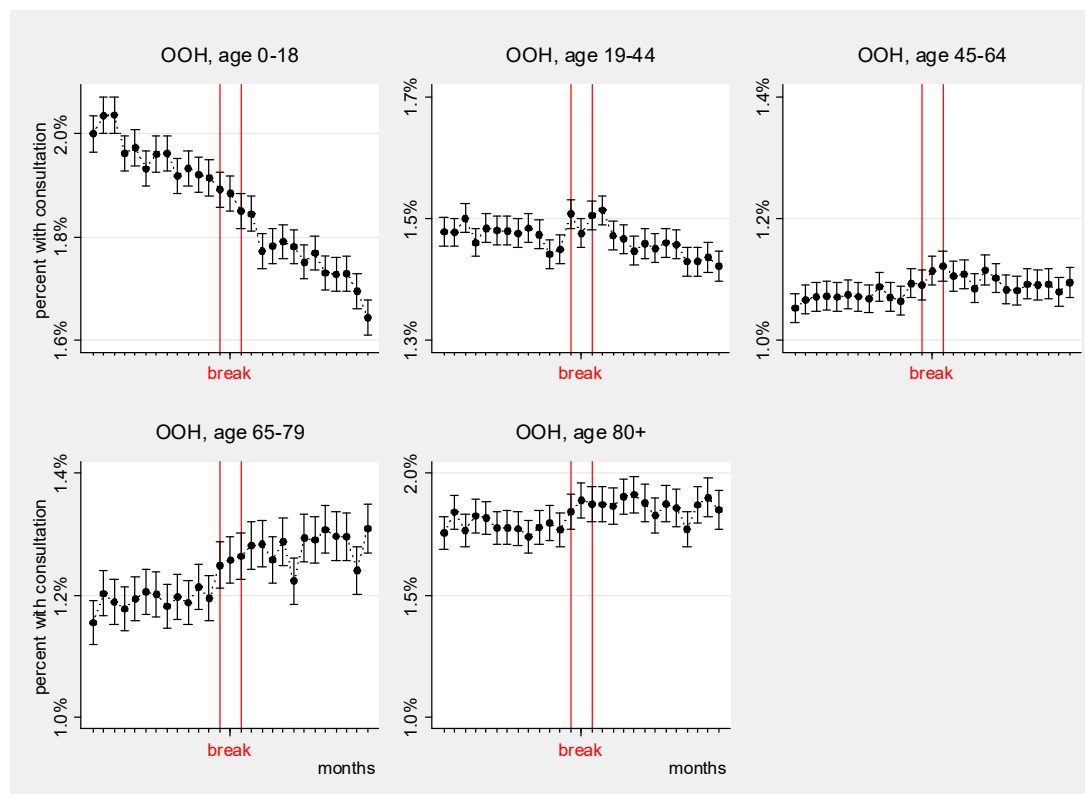 OOH, age 0-18
percent with consultation
2.0%
1.8%
1.6%
break
OOH, age 19-44
1.7%
1.5%
1.3%
break
OOH, age 45-64
1.4%
1.2%
1.0%
break
OOH, age 65-79
percent with consultation
1.4%
1.2%
1.0%
break
months
OOH, age 80+
2.0%
1.5%
1.0%
break
months